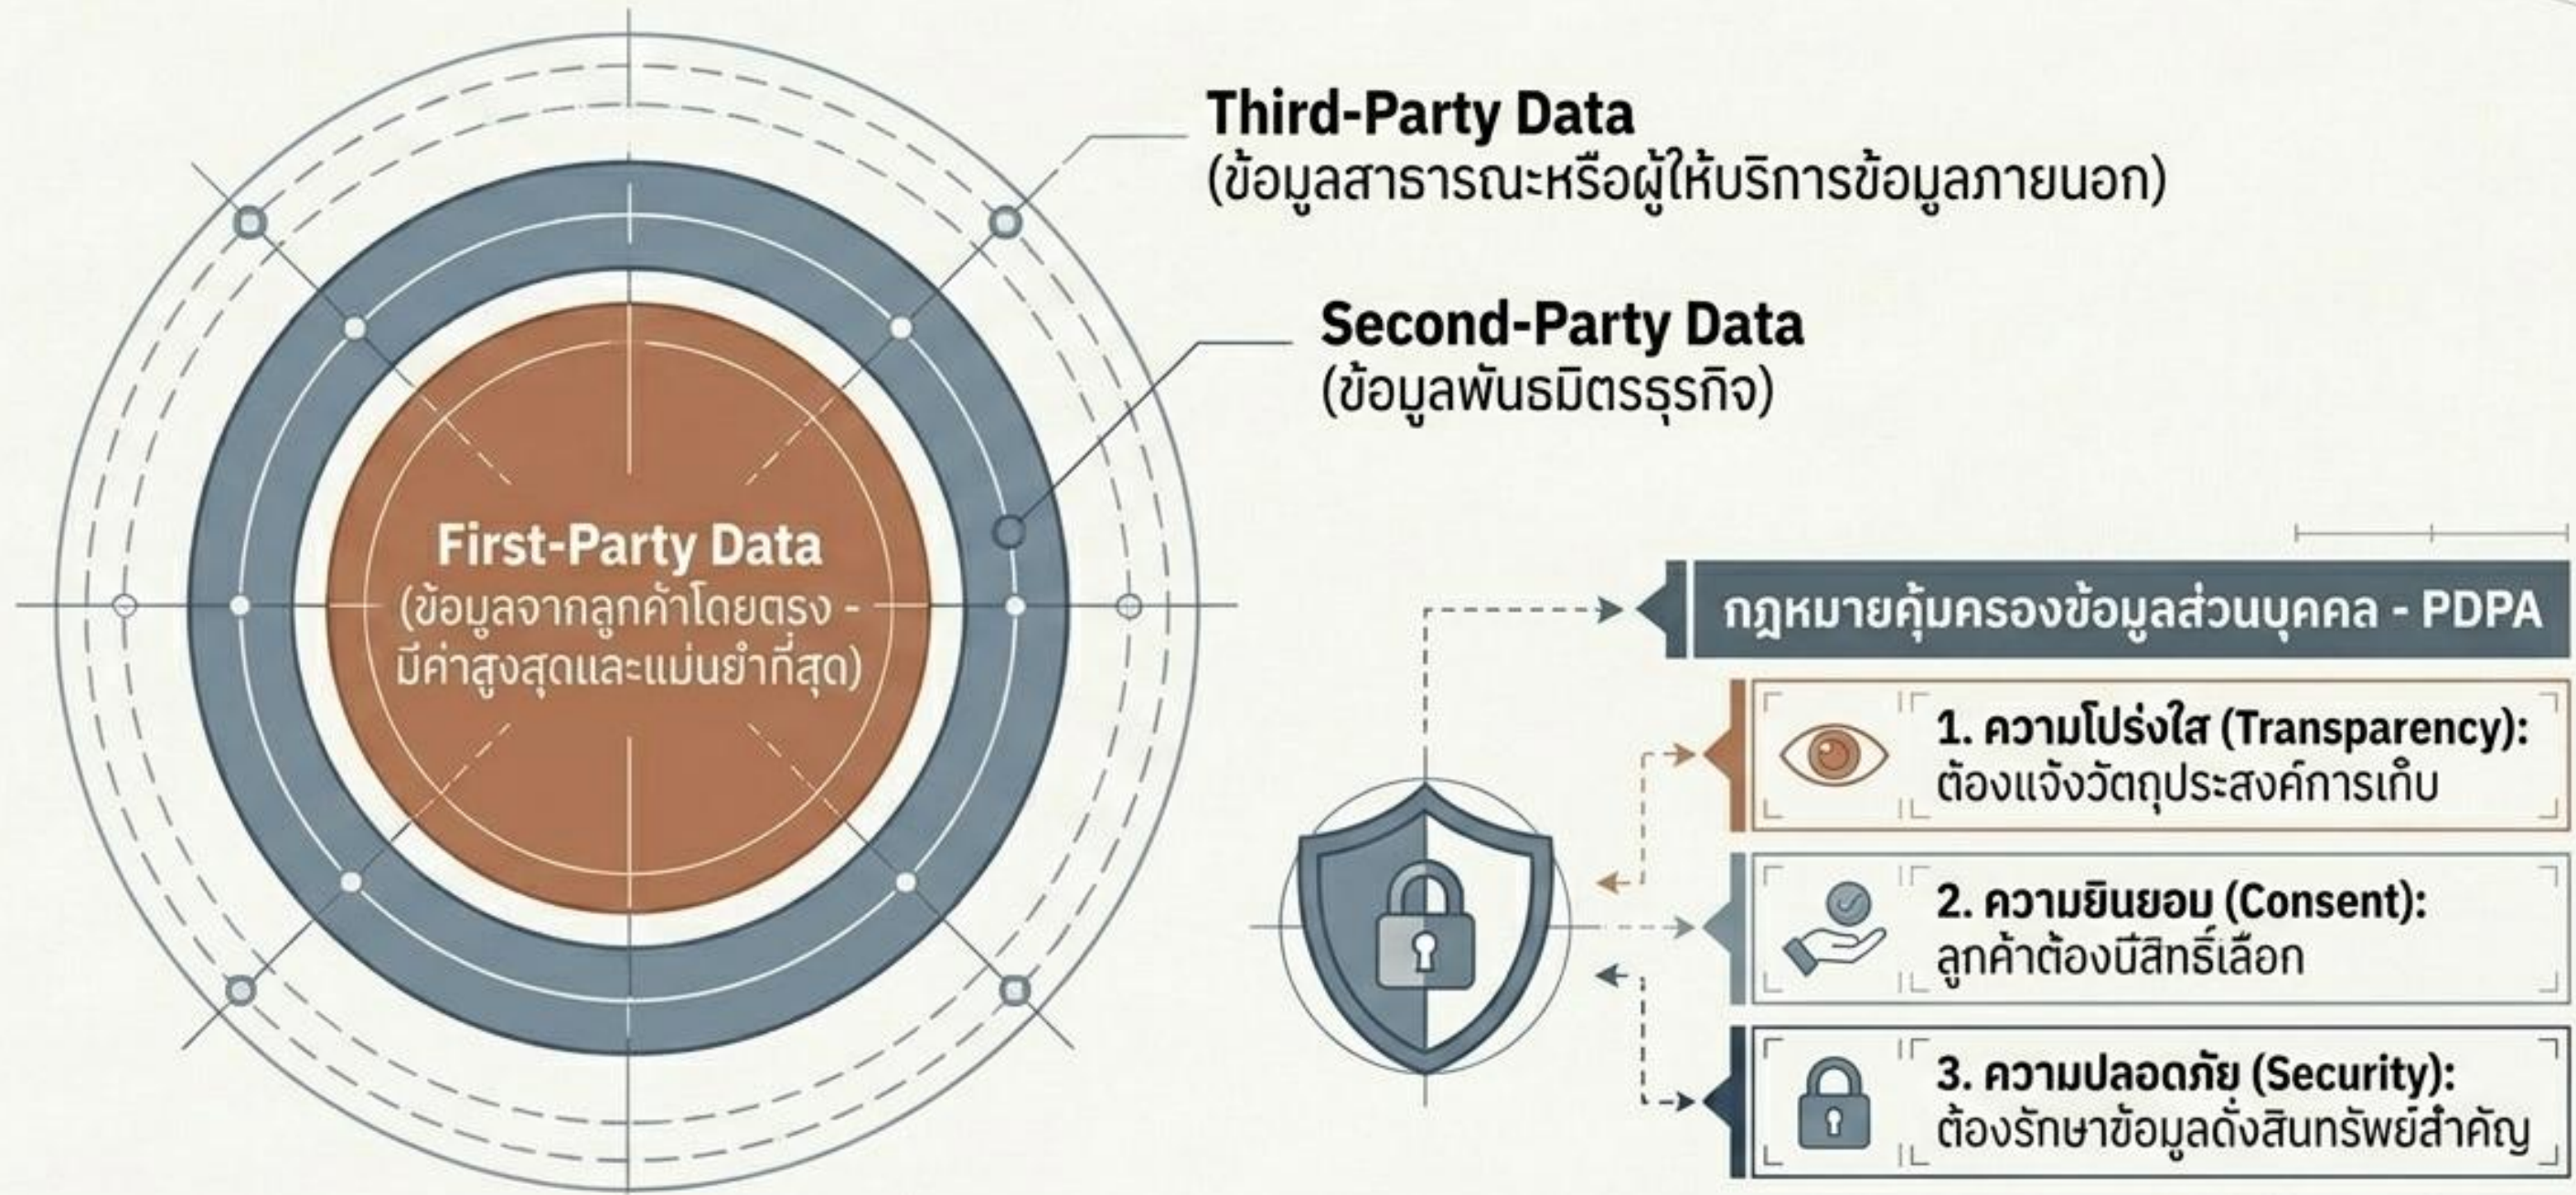 Third-Party Data
(ข้อมูลสาธารณะหรือผู้ให้บริการข้อมูลภายนอก)
Second-Party Data
(ข้อมูลพันธมิตรธุรกิจ)
First-Party Data
(ข้อมูลจากลูกค้าโดยตรง -
มีค่าสูงสุดและแม่นยำที่สุด)
กฎหมายคุ้มครองข้อมูลส่วนบุคคล - PDPA
1. ความโปร่งใส (Transparency):
ต้องแจ้งวัตถุประสงค์การเก็บ
2. ความยินยอม (Consent):
ลูกค้าต้องมีสิทธิ์เลือก
3. ความปลอดภัย (Security):
ต้องรักษาข้อมูลดั่งสินทรัพย์สำคัญ